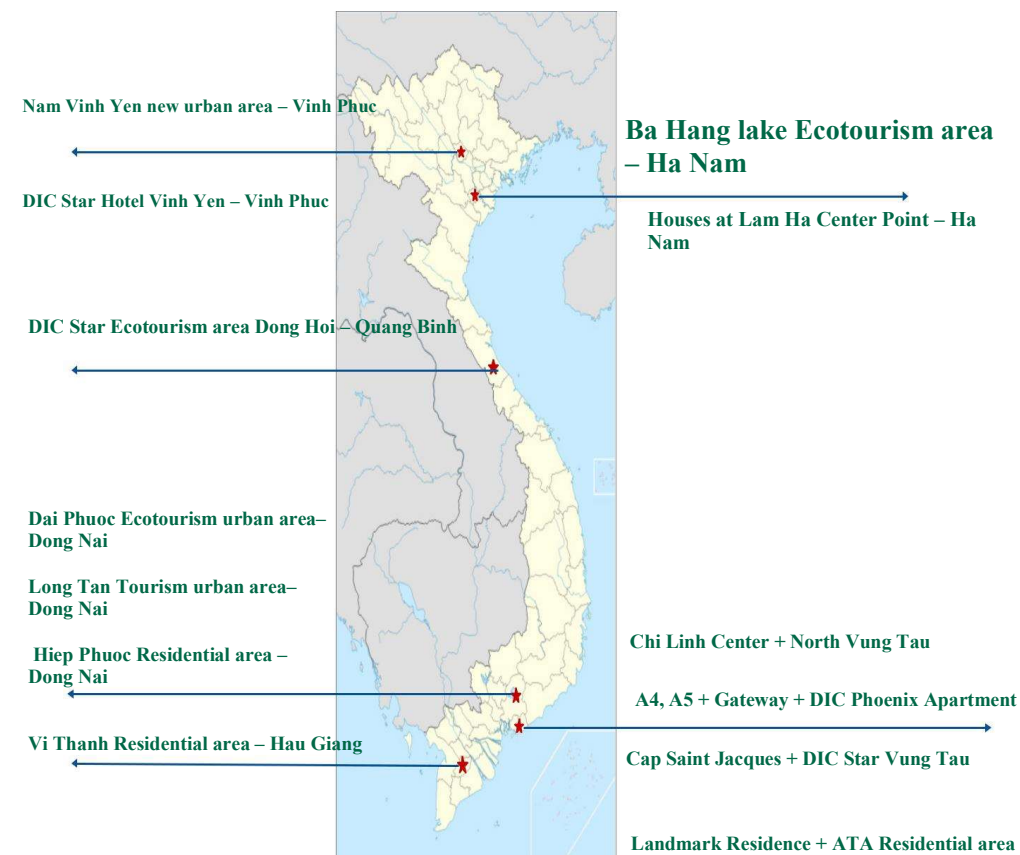 Nam Vinh Yen new urban area – Vinh Phuc
DIC Star Hotel Vinh Yen – Vinh Phuc
Ba Hang lake Ecotourism area
– Ha Nam
Houses at Lam Ha Center Point – Ha
Nam
DIC Star Ecotourism area Dong Hoi – Quang Binh
Dai Phuoc Ecotourism urban area–
Dong Nai
Long Tan Tourism urban area–
Dong Nai
Hiep Phuoc Residential area –
Dong Nai
Vi Thanh Residential area – Hau Giang
Chi Linh Center + North Vung Tau
A4, A5 + Gateway + DIC Phoenix Apartment
Cap Saint Jacques + DIC Star Vung Tau
Landmark Residence + ATA Residential area